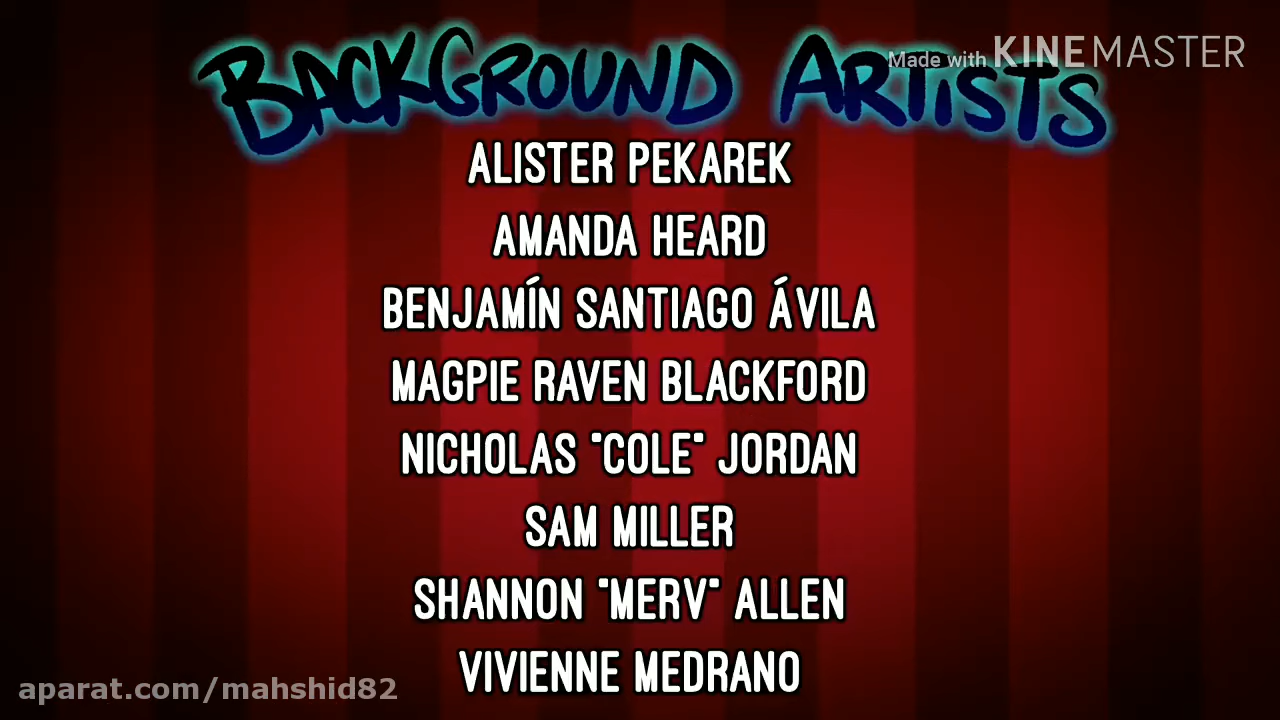 BACKGROUND ARTISTS
Made with KINEMASTER
ALISTER PEKAREK
AMANDA HEARD
BENJAMÍN SANTIAGO ÁVILA
MAGPIE RAVEN BLACKFORD
NICHOLAS "COLE" JORDAN
SAM MILLER
SHANNON "MERV" ALLEN
VIVIENNE MEDRANO
aparat.com/mahshid82